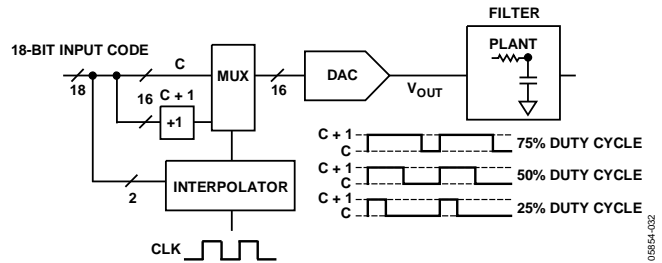 FILTER
18-BIT INPUT CODE
PLANT
C
MUX
DAC
18
16
C + 1
16
VOUT
+1
C + 1
C
75% DUTY CYCLE
C + 1
C
50% DUTY CYCLE
2
INTERPOLATOR
C + 1
C
25% DUTY CYCLE
CLK
05854-032